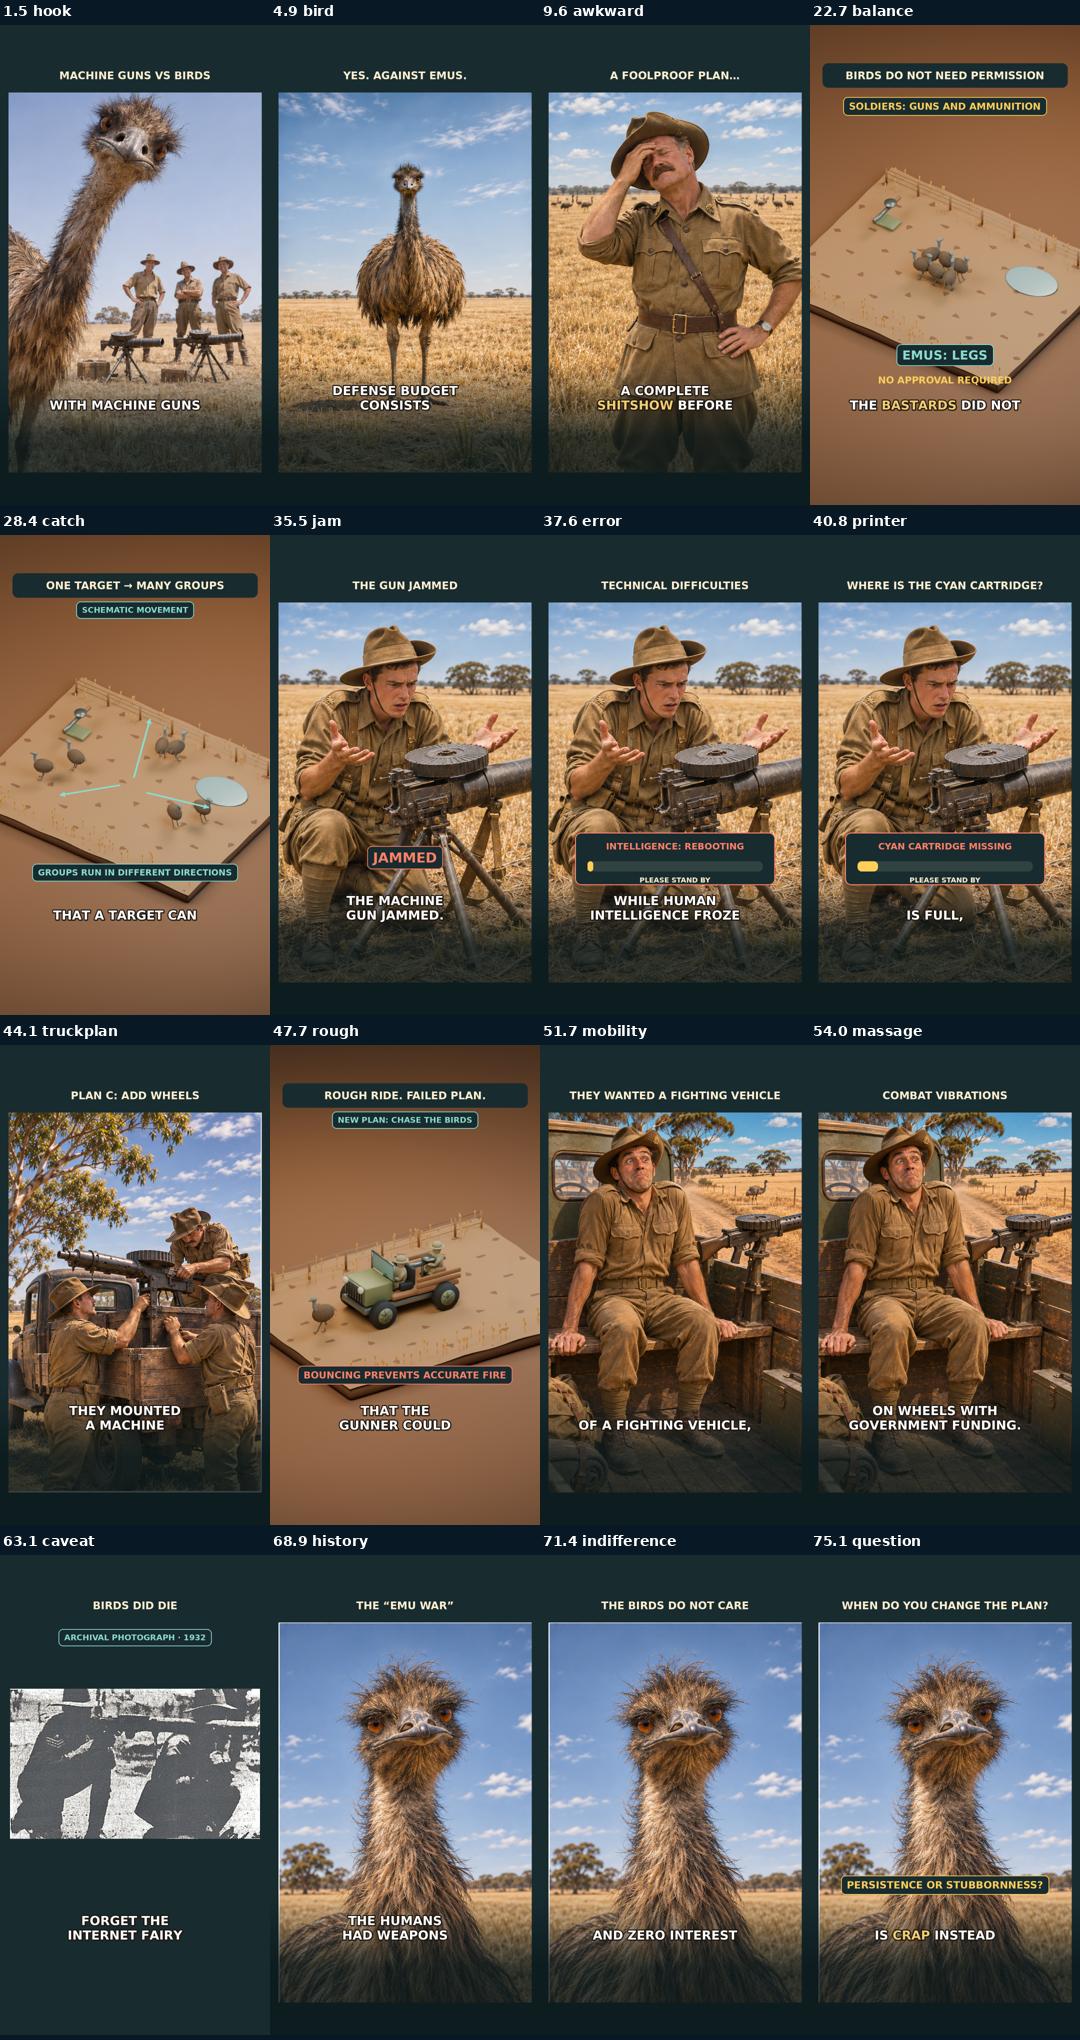 1.5 hook
MACHINE GUNS VS BIRDS
WITH MACHINE GUNS
4.9 bird
YES. AGAINST EMUS.
DEFENSE BUDGET
CONSISTS
9.6 awkward
A FOOLPROOF PLAN…
A COMPLETE
SHITSHOW BEFORE
22.7 balance
BIRDS DO NOT NEED PERMISSION
SOLDIERS: GUNS AND AMMUNITION
EMUS: LEGS
NO APPROVAL REQUIRED
THE BASTARDS DID NOT
28.4 catch
ONE TARGET → MANY GROUPS
SCHEMATIC MOVEMENT
GROUPS RUN IN DIFFERENT DIRECTIONS
THAT A TARGET CAN
35.5 jam
THE GUN JAMMED
JAMMED
THE MACHINE
GUN JAMMED.
37.6 error
TECHNICAL DIFFICULTIES
INTELLIGENCE: REBOOTING
PLEASE STAND BY
WHILE HUMAN
INTELLIGENCE FROZE
40.8 printer
WHERE IS THE CYAN CARTRIDGE?
CYAN CARTRIDGE MISSING
PLEASE STAND BY
IS FULL,
44.1 truckplan
PLAN C: ADD WHEELS
THEY MOUNTED
A MACHINE
47.7 rough
ROUGH RIDE. FAILED PLAN.
NEW PLAN: CHASE THE BIRDS
BOUNCING PREVENTS ACCURATE FIRE
THAT THE
GUNNER COULD
51.7 mobility
THEY WANTED A FIGHTING VEHICLE
OF A FIGHTING VEHICLE,
54.0 massage
COMBAT VIBRATIONS
ON WHEELS WITH
GOVERNMENT FUNDING.
63.1 caveat
BIRDS DID DIE
ARCHIVAL PHOTOGRAPH · 1932
FORGET THE
INTERNET FAIRY
68.9 history
THE “EMU WAR”
THE HUMANS
HAD WEAPONS
71.4 indifference
THE BIRDS DO NOT CARE
AND ZERO INTEREST
75.1 question
WHEN DO YOU CHANGE THE PLAN?
PERSISTENCE OR STUBBORNNESS?
IS CRAP INSTEAD